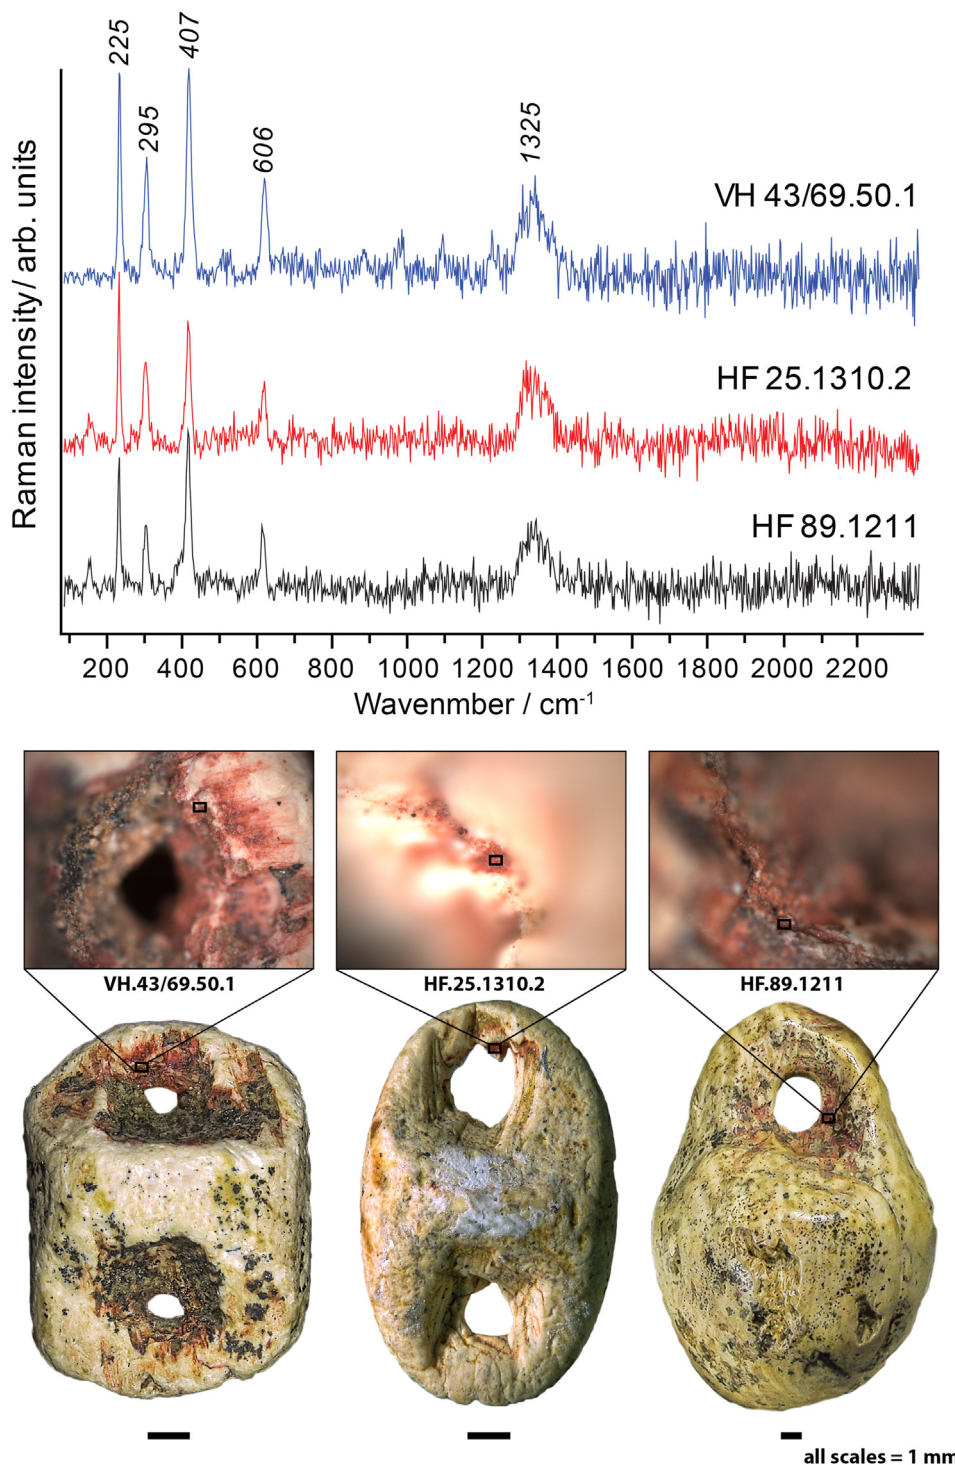 225
295
407
606
1325
Raman intensity/ arb. units
VH 43/69.50.1
HF 25.1310.2
HF 89.1211
200 400 600 800 1000 1200 1400 1600 1800 2000 2200
Wavenmber / cm-1
VH.43/69.50.1
HF.25.1310.2
HF.89.1211
all scales = 1 mm